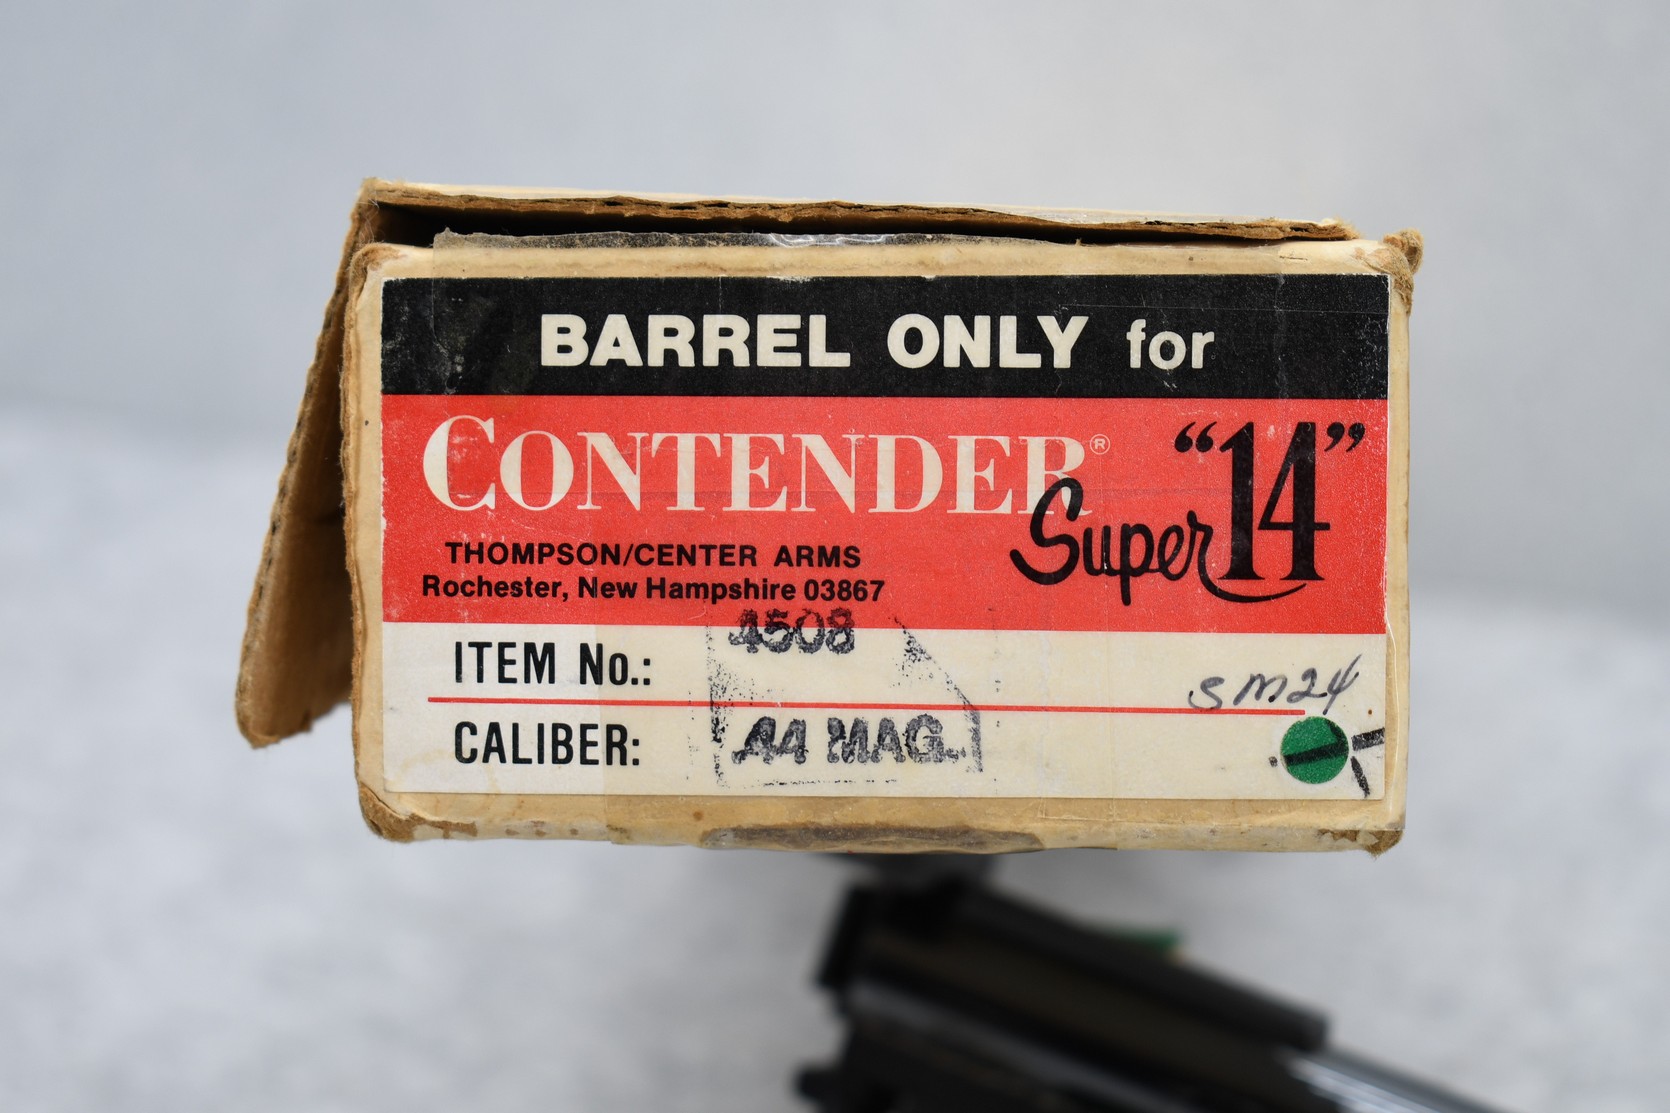 BARREL ONLY for
CONTENDER® Super "14"
THOMPSON/CENTER ARMS
Rochester, New Hampshire 03867
ITEM No.: 4508
SM24
CALIBER: .44 MAG.